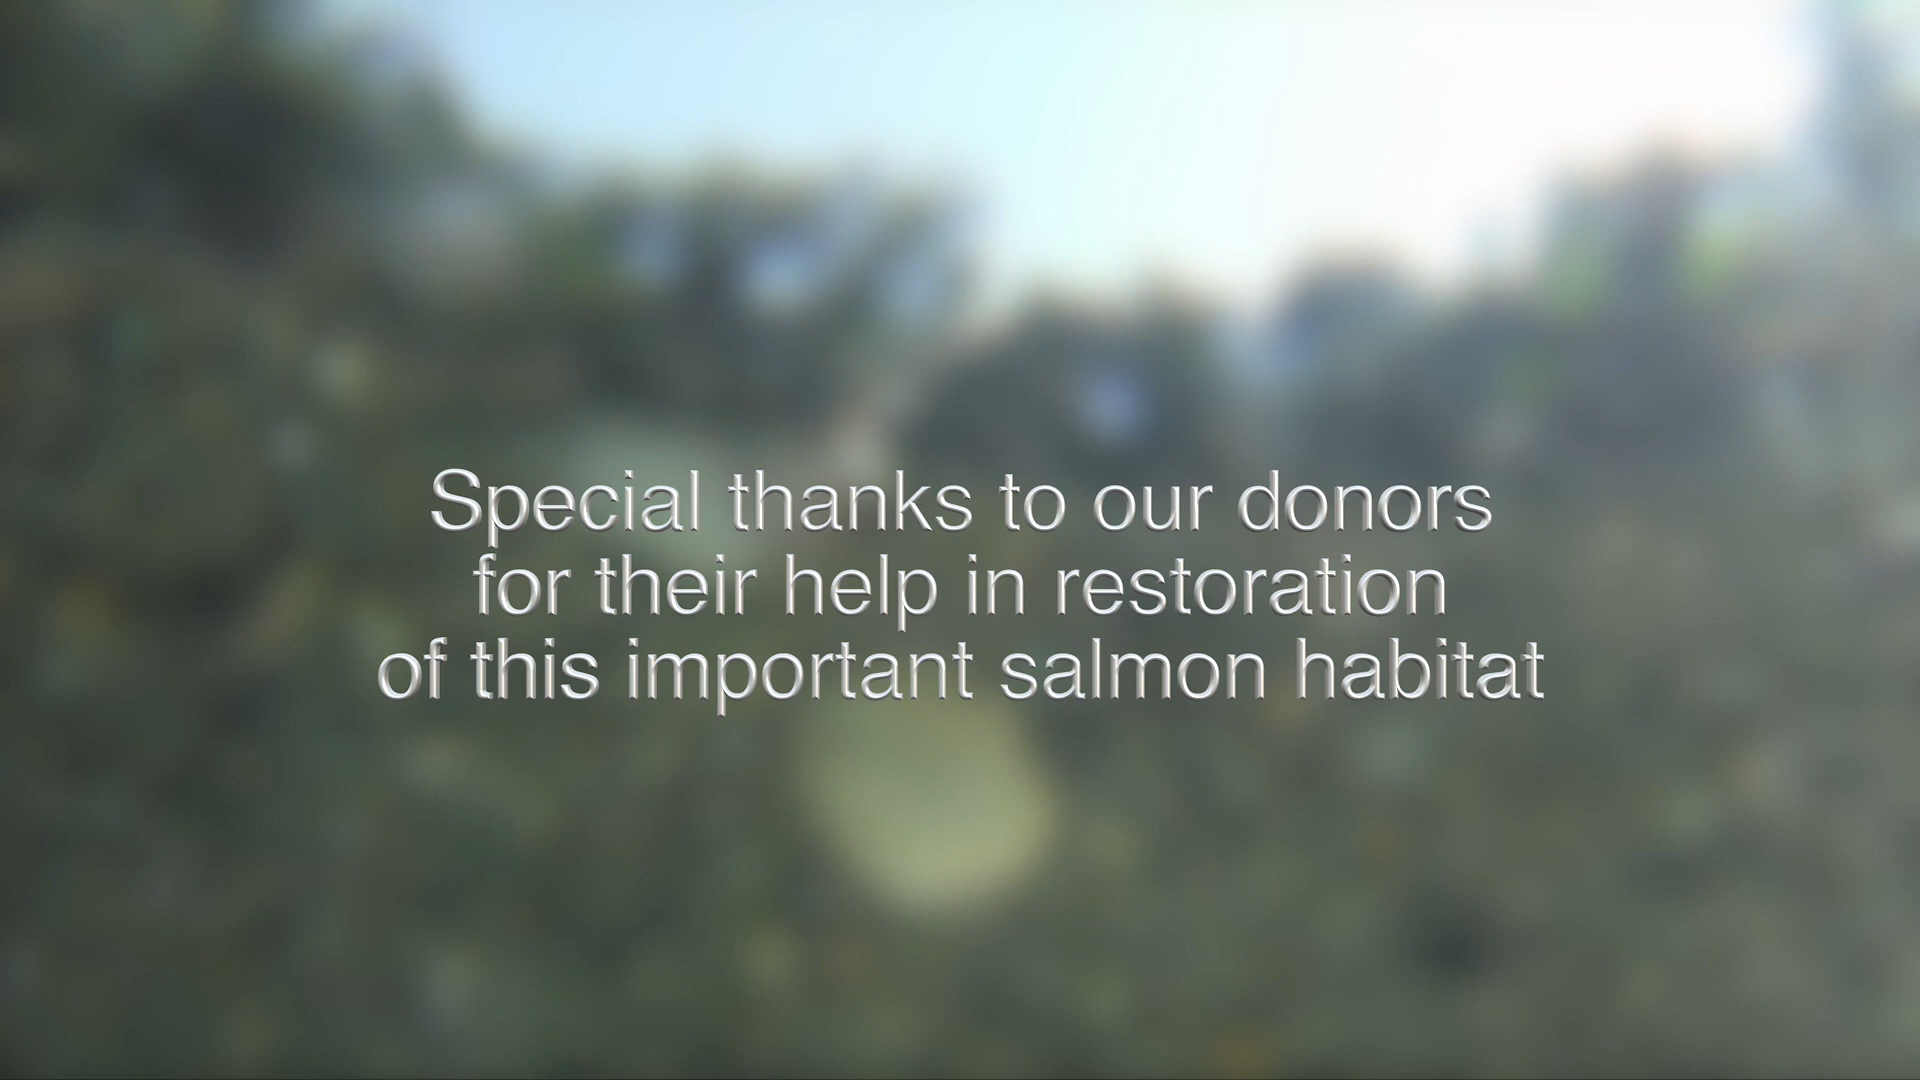 Special thanks to our donors
for their help in restoration
of this important salmon habitat